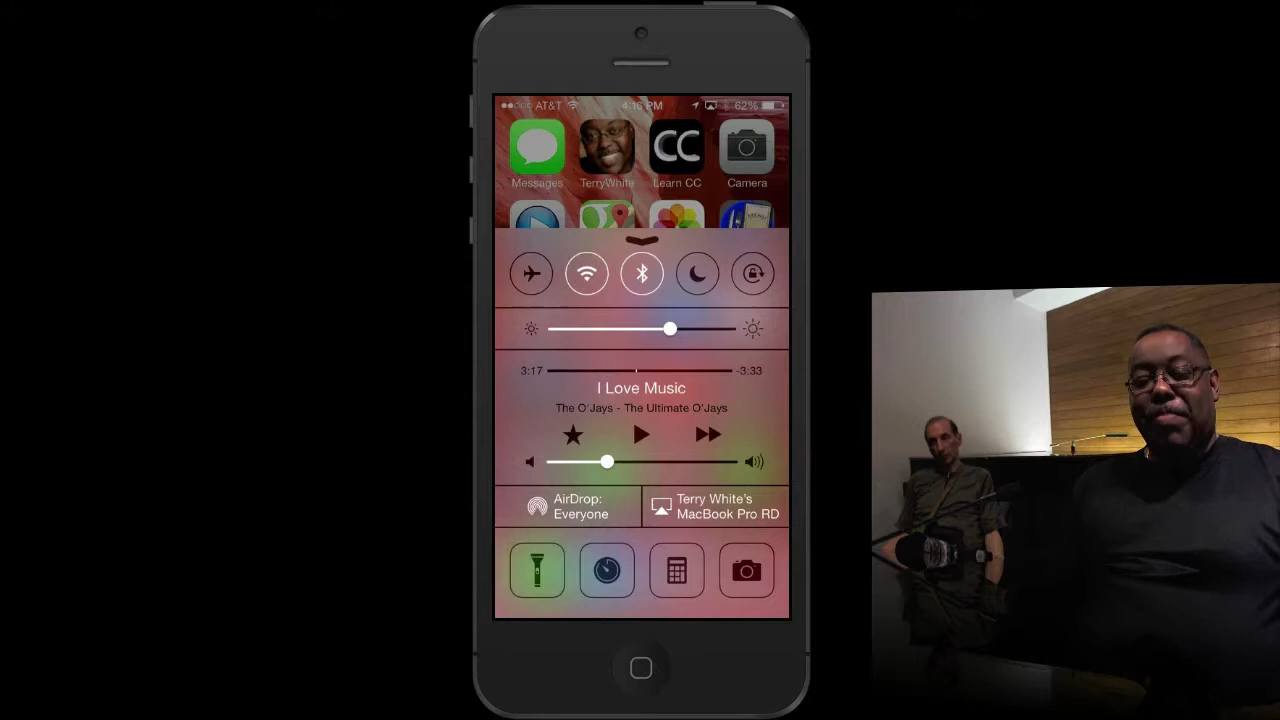 AT&T 4:16 PM 62%
CC
Messages TerryWhite Learn CC Camera
3:17 -3:33
I Love Music
The O'Jays - The Ultimate O'Jays
AirDrop:
Everyone
Terry White's
MacBook Pro RD